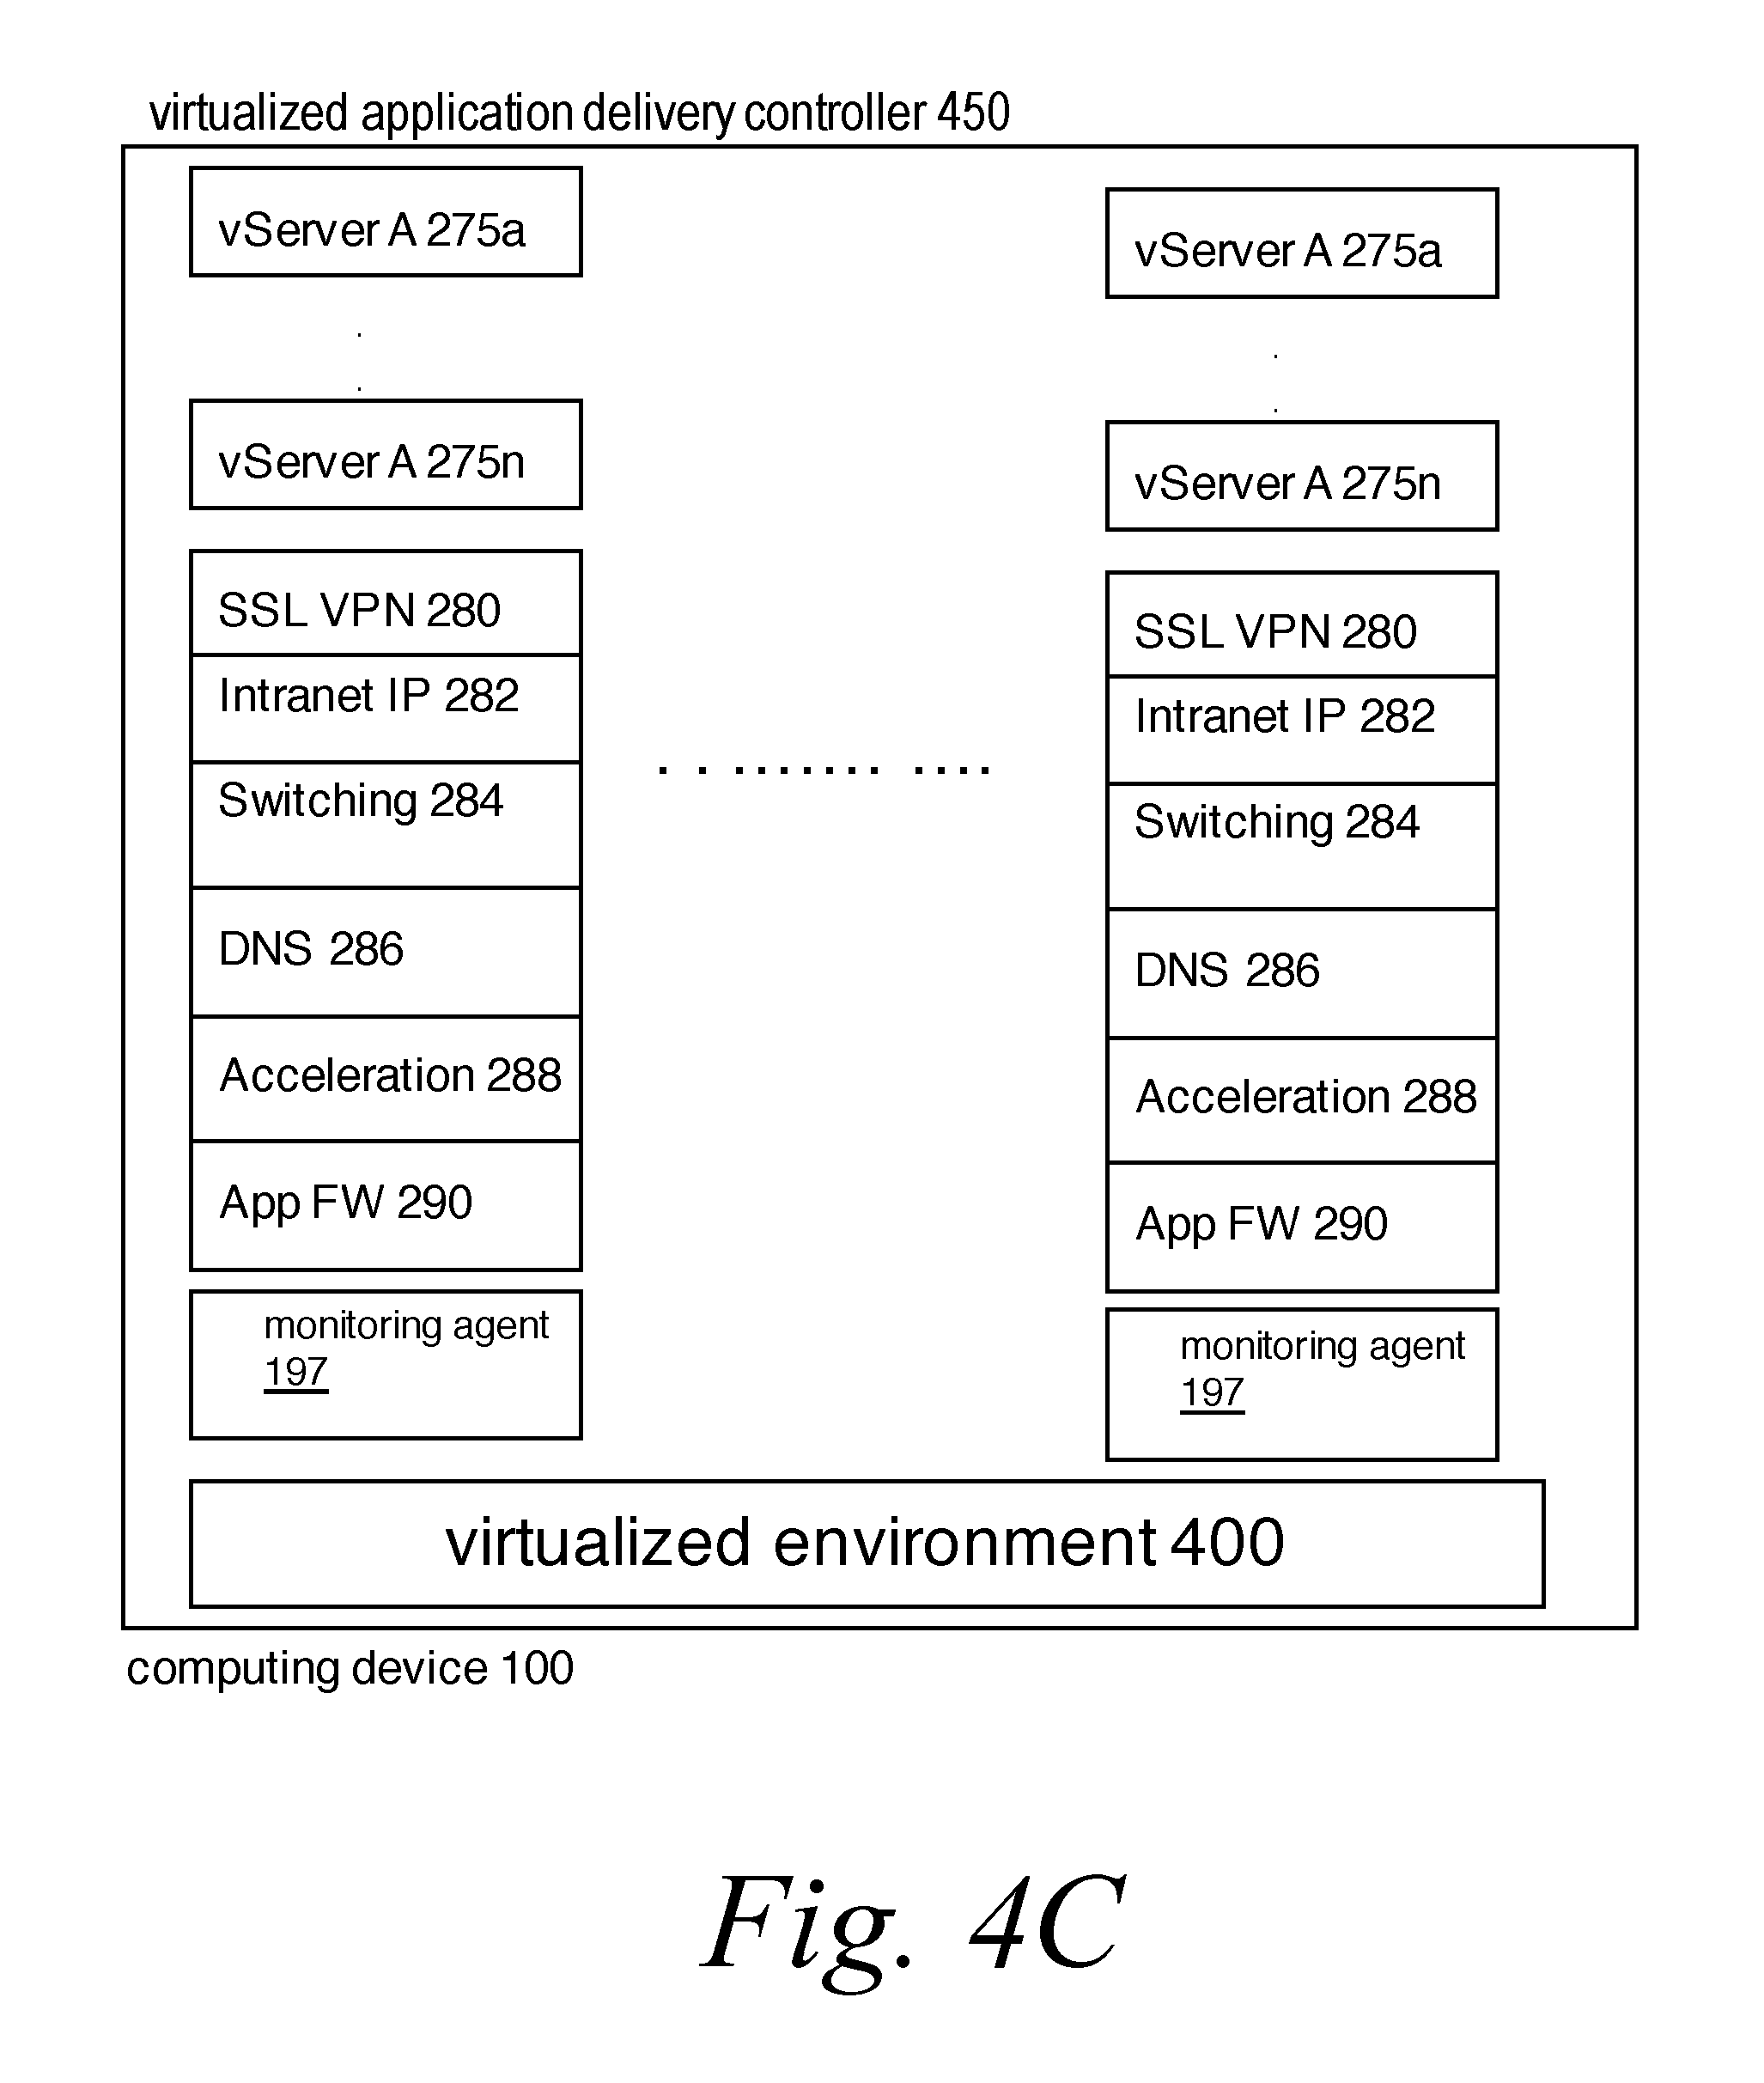 virtualized application delivery controller 450
vServer A 275a
vServer A 275n
SSL VPN 280
Intranet IP 282
Switching 284
DNS 286
Acceleration 288
App FW 290
monitoring agent
197
vServer A 275a
vServer A 275n
SSL VPN 280
Intranet IP 282
Switching 284
DNS 286
Acceleration 288
App FW 290
monitoring agent
197
virtualized environment 400
computing device 100
Fig. 4C